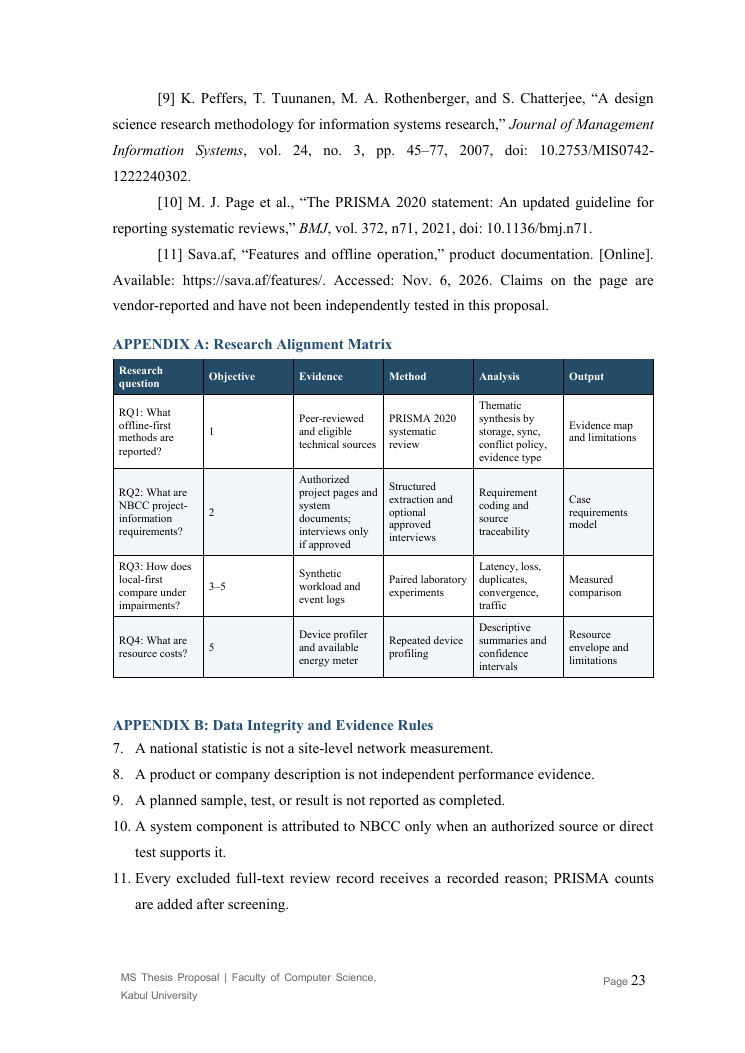 [9] K. Peffers, T. Tuunanen, M. A. Rothenberger, and S. Chatterjee, “A design
science research methodology for information systems research,” Journal of Management
Information Systems, vol. 24, no. 3, pp. 45–77, 2007, doi: 10.2753/MIS0742-
1222240302.
[10] M. J. Page et al., “The PRISMA 2020 statement: An updated guideline for
reporting systematic reviews,” BMJ, vol. 372, n71, 2021, doi: 10.1136/bmj.n71.
[11] Sava.af, “Features and offline operation,” product documentation. [Online].
Available: https://sava.af/features/. Accessed: Nov. 6, 2026. Claims on the page are
vendor-reported and have not been independently tested in this proposal.
APPENDIX A: Research Alignment Matrix
Research
question
Objective
Evidence
Method
Analysis
Output
RQ1: What
offline-first
methods are
reported?
1
Peer-reviewed
and eligible
technical sources
PRISMA 2020
systematic
review
Thematic
synthesis by
storage, sync,
conflict policy,
evidence type
Evidence map
and limitations
RQ2: What are
NBCC project-
information
requirements?
2
Authorized
project pages and
system
documents;
interviews only
if approved
Structured
extraction and
optional
approved
interviews
Requirement
coding and
source
traceability
Case
requirements
model
RQ3: How does
local-first
compare under
impairments?
3–5
Synthetic
workload and
event logs
Paired laboratory
experiments
Latency, loss,
duplicates,
convergence,
traffic
Measured
comparison
RQ4: What are
resource costs?
5
Device profiler
and available
energy meter
Repeated device
profiling
Descriptive
summaries and
confidence
intervals
Resource
envelope and
limitations
APPENDIX B: Data Integrity and Evidence Rules
7. A national statistic is not a site-level network measurement.
8. A product or company description is not independent performance evidence.
9. A planned sample, test, or result is not reported as completed.
10. A system component is attributed to NBCC only when an authorized source or direct
test supports it.
11. Every excluded full-text review record receives a recorded reason; PRISMA counts
are added after screening.
MS Thesis Proposal | Faculty of Computer Science,
Kabul University
Page 23